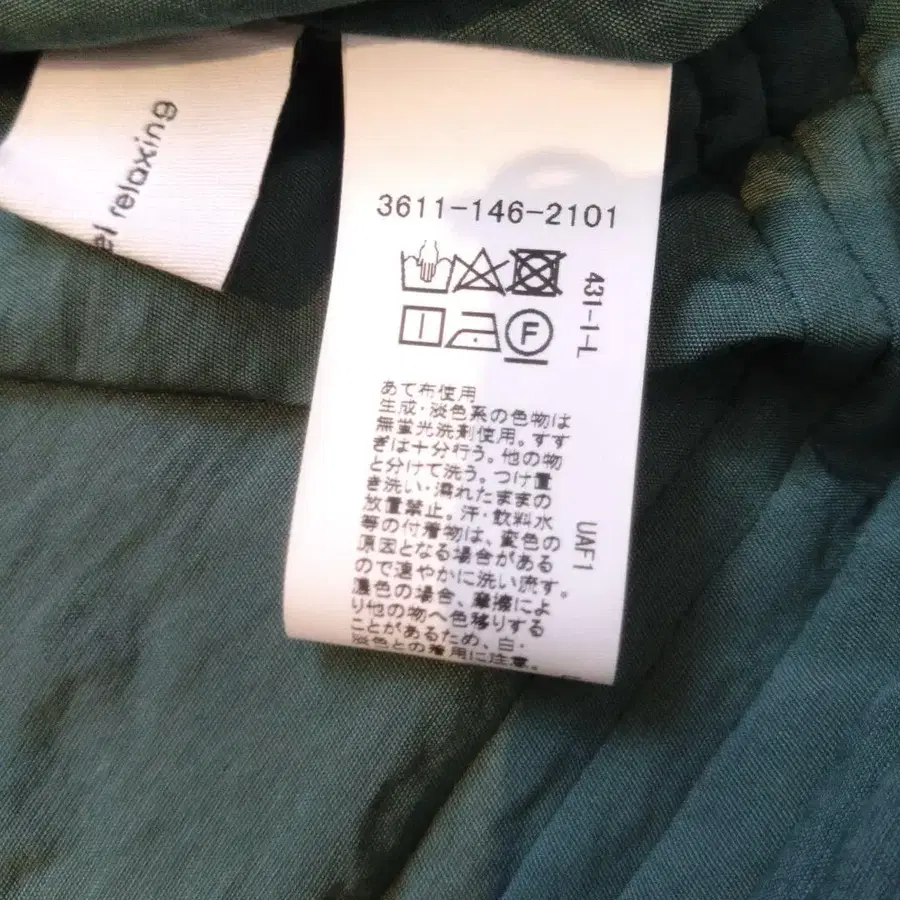 el relaxing
3611-146-2101
431-1-L
F
あて布使用
生成・淡色系の色物は
無蛍光洗剤使用。すす
ぎは十分行う。他の物
と分けて洗う。つけ置
き洗い・濡れたままの
放置禁止。汗・飲料水
等の付着物は、変色の
原因となる場合がある
ので速やかに洗い流す。
濃色の場合、摩擦によ
り他の物へ色移りする
ことがあるため、白・
淡色との着用に注意。
UAF1